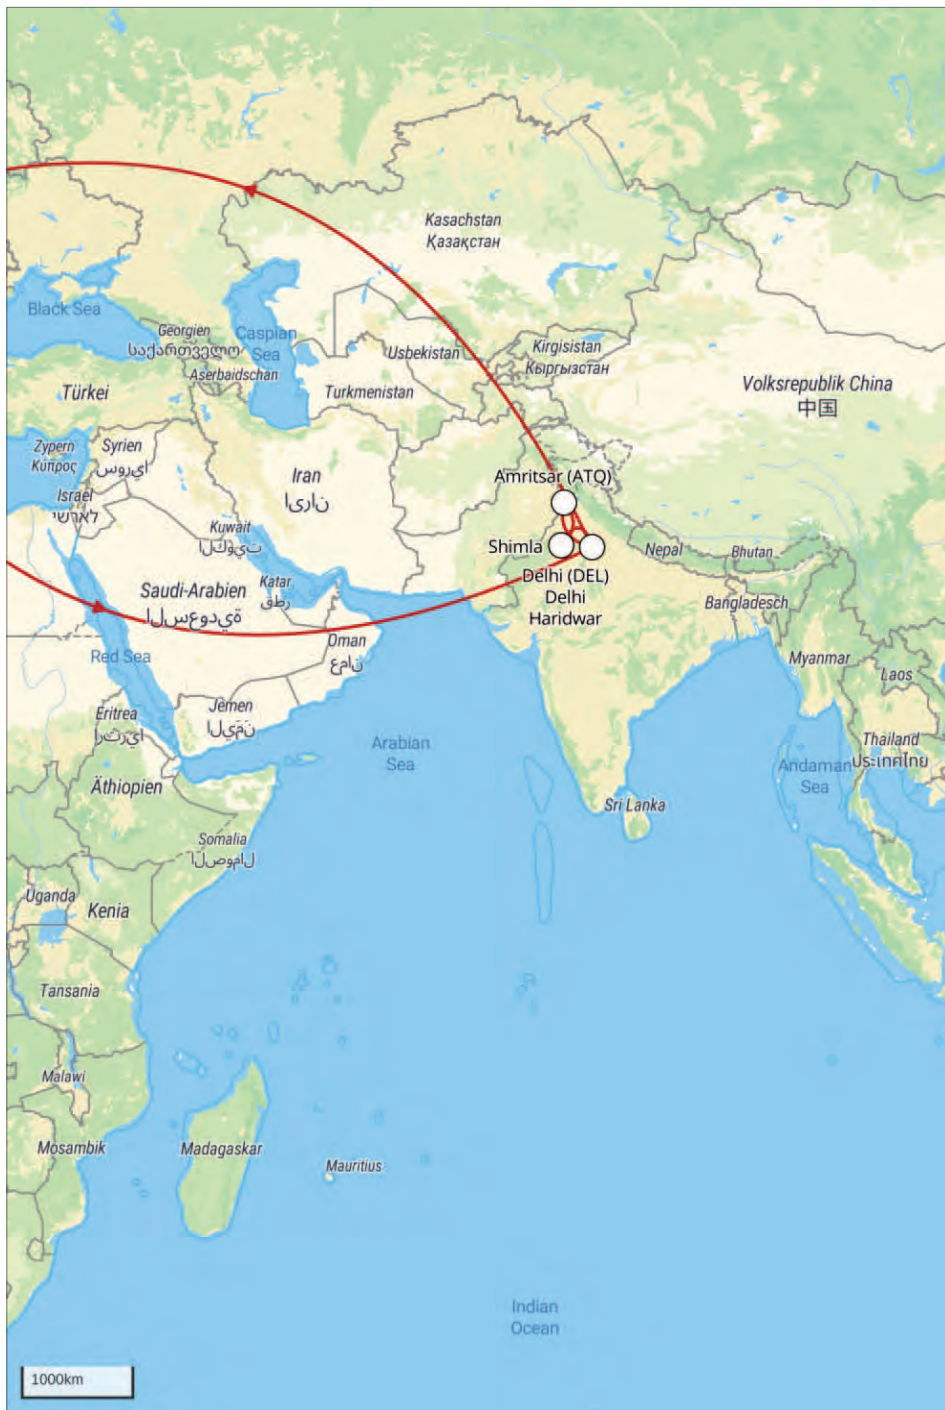 Kasachstan
Қазақстан
Black Sea
Georgien
საქართველო
Caspian
Sea
Aserbaidschan
Usbekistan
Kirgisistan
Кыргызстан
Turkmenistan
Türkei
Volksrepublik China
中国
Zypern
Κύπρος
Syrien
سوريا
Iran
ایران
Amritsar (ATQ)
Israel
ישראל
Kuwait
الكويت
Shimla
Nepal
Bhutan
Delhi (DEL)
Delhi
Haridwar
Saudi-Arabien
السعودية
Katar
قطر
Bangladesch
Oman
عمان
Red Sea
Myanmar
Laos
Eritrea
إرتريا
Jemen
اليمن
Arabian
Sea
Thailand
ประเทศไทย
Andaman
Sea
Äthiopien
Sri Lanka
Somalia
الصومال
Uganda
Kenia
Tansania
Malawi
Mosambik
Madagaskar
Mauritius
Indian
Ocean
1000km